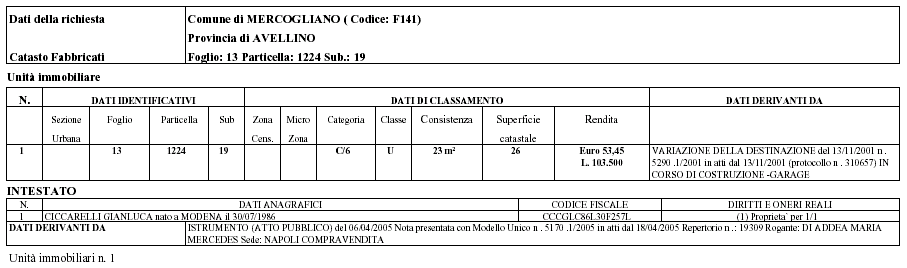 Dati della richiesta Comune di MERCOGLIANO ( Codice: F141)
Provincia di AVELLINO
Catasto Fabbricati Foglio: 13 Particella: 1224 Sub.: 19
Unità immobiliare
N. DATI IDENTIFICATIVI DATI DI CLASSAMENTO DATI DERIVANTI DA
Sezione Foglio Particella Sub Zona Micro Categoria Classe Consistenza Superficie Rendita
Urbana Cens. Zona catastale
1 13 1224 19 C/6 U 23 m² 26 Euro 53,45 VARIAZIONE DELLA DESTINAZIONE del 13/11/2001 n .
L. 103.500 5290 .1/2001 in atti dal 13/11/2001 (protocollo n . 310657) IN
CORSO DI COSTRUZIONE -GARAGE
INTESTATO
N. DATI ANAGRAFICI CODICE FISCALE DIRITTI E ONERI REALI
1 CICCARELLI GIANLUCA nato a MODENA il 30/07/1986 CCCGLC86L30F257L (1) Proprieta` per 1/1
DATI DERIVANTI DA ISTRUMENTO (ATTO PUBBLICO) del 06/04/2005 Nota presentata con Modello Unico n . 5170 .1/2005 in atti dal 18/04/2005 Repertorio n .: 19309 Rogante: DI ADDEA MARIA
MERCEDES Sede: NAPOLI COMPRAVENDITA
Unità immobiliari n. 1